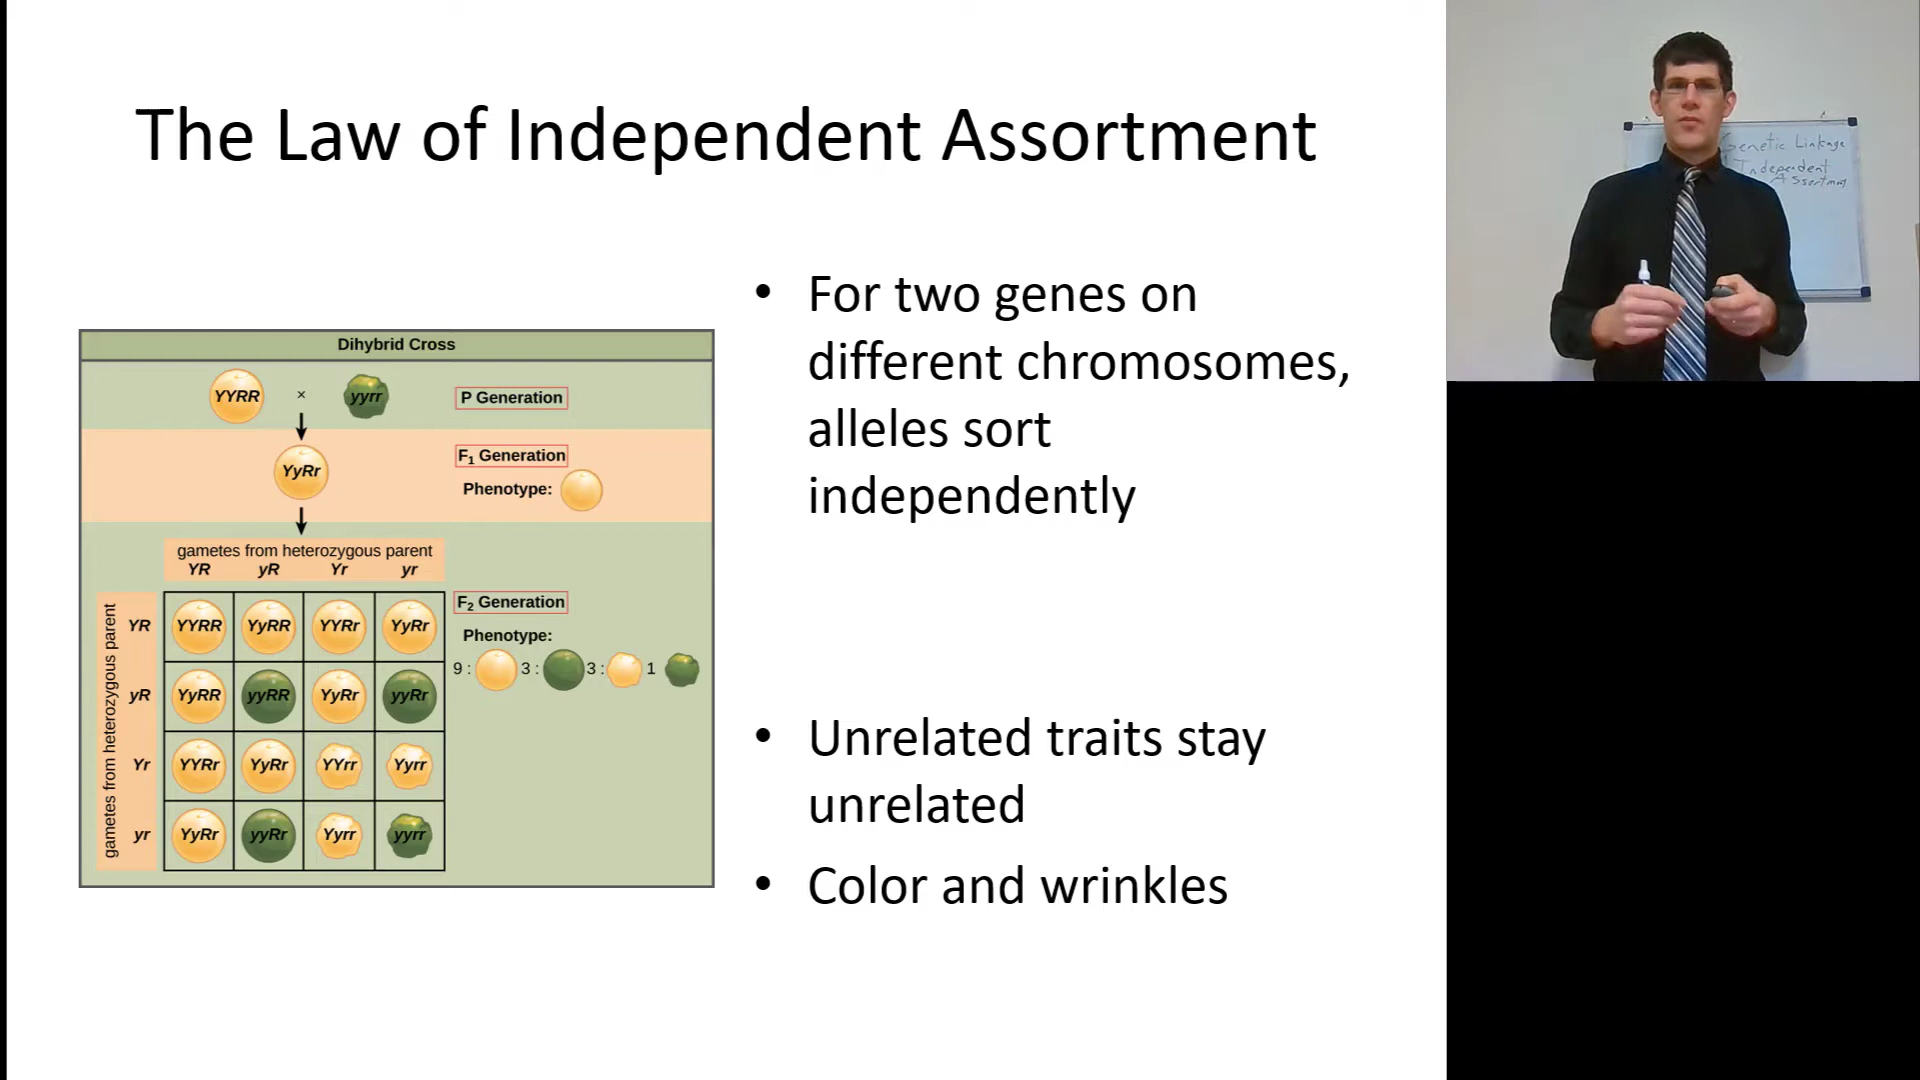 The Law of Independent Assortment
Dihybrid Cross
YYRR × yyrr P Generation
YyRr
F1 Generation
Phenotype:
gametes from heterozygous parent
YR yR Yr yr
gametes from heterozygous parent
YR YYRR YyRR YYRr YyRr
yR YyRR yyRR YyRr yyRr
Yr YYRr YyRr YYrr Yyrr
yr YyRr yyRr Yyrr yyrr
F2 Generation
Phenotype:
9 : 3 : 3 : 1
• For two genes on
different chromosomes,
alleles sort
independently
• Unrelated traits stay
unrelated
• Color and wrinkles
Genetic Linkage
Independent
Assortment